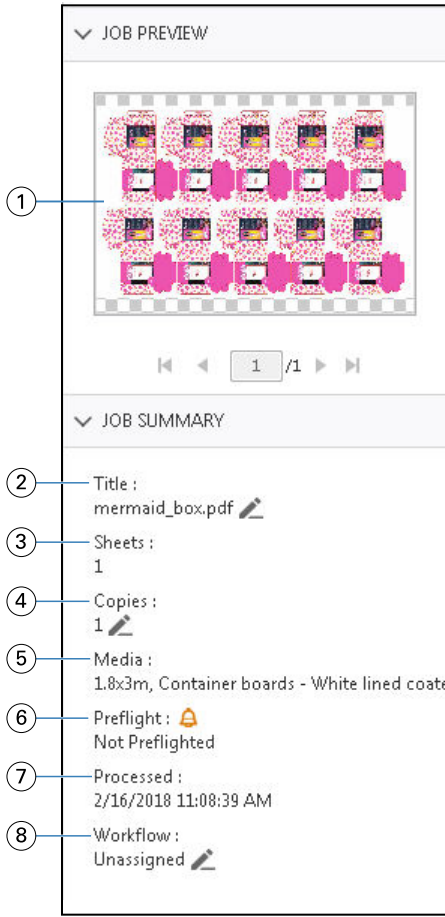 JOB PREVIEW
1
1 /1
JOB SUMMARY
2 Title :
mermaid_box.pdf
3 Sheets :
1
4 Copies :
1
5 Media :
1.8x3m, Container boards - White lined coate
6 Preflight :
Not Preflighted
7 Processed :
2/16/2018 11:08:39 AM
8 Workflow :
Unassigned